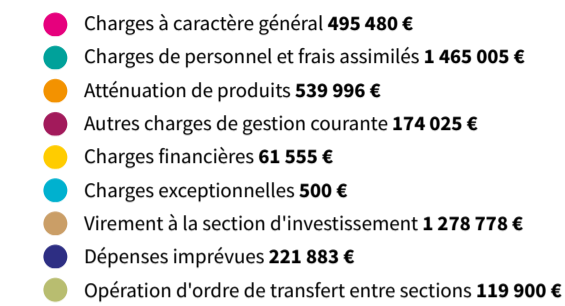 Charges à caractère général 495 480 €
Charges de personnel et frais assimilés 1 465 005 €
Atténuation de produits 539 996 €
Autres charges de gestion courante 174 025 €
Charges financières 61 555 €
Charges exceptionnelles 500 €
Virement à la section d'investissement 1 278 778 €
Dépenses imprévues 221 883 €
Opération d'ordre de transfert entre sections 119 900 €